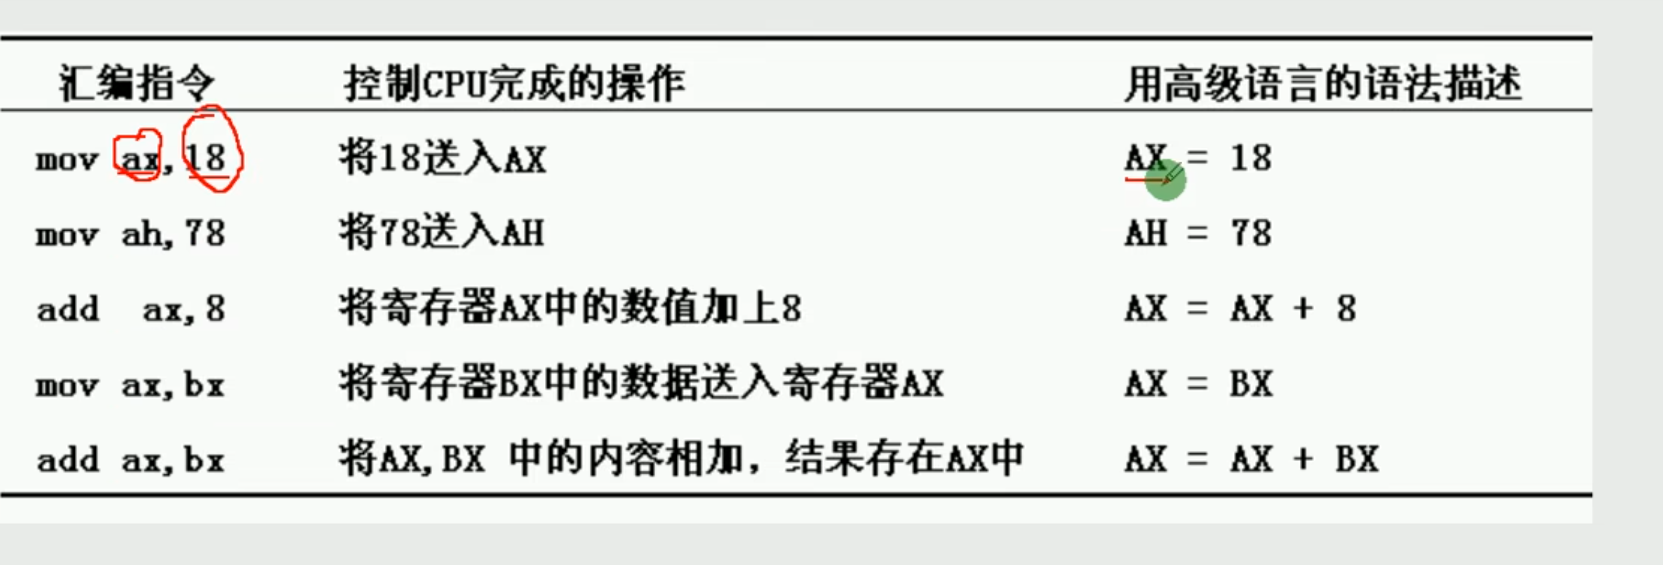 汇编指令 控制CPU完成的操作 用高级语言的语法描述
mov ax,18 将18送入AX AX = 18
mov ah,78 将78送入AH AH = 78
add ax,8 将寄存器AX中的数值加上8 AX = AX + 8
mov ax,bx 将寄存器BX中的数据送入寄存器AX AX = BX
add ax,bx 将AX,BX 中的内容相加，结果存在AX中 AX = AX + BX